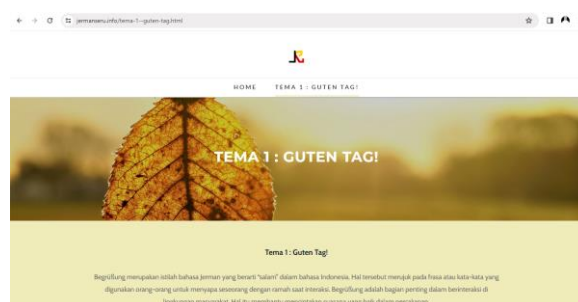 jermanseru.info/tema-1--guten-tag.html
HOME TEMA 1 : GUTEN TAG!
TEMA 1 : GUTEN TAG!
Tema 1 : Guten Tag!
Begrüßung merupakan istilah bahasa Jerman yang berarti "salam" dalam bahasa Indonesia. Hal tersebut merujuk pada frasa atau kata-kata yang
digunakan orang-orang untuk menyapa seseorang dengan ramah saat interaksi. Begrüßung adalah bagian penting dalam berinteraksi di